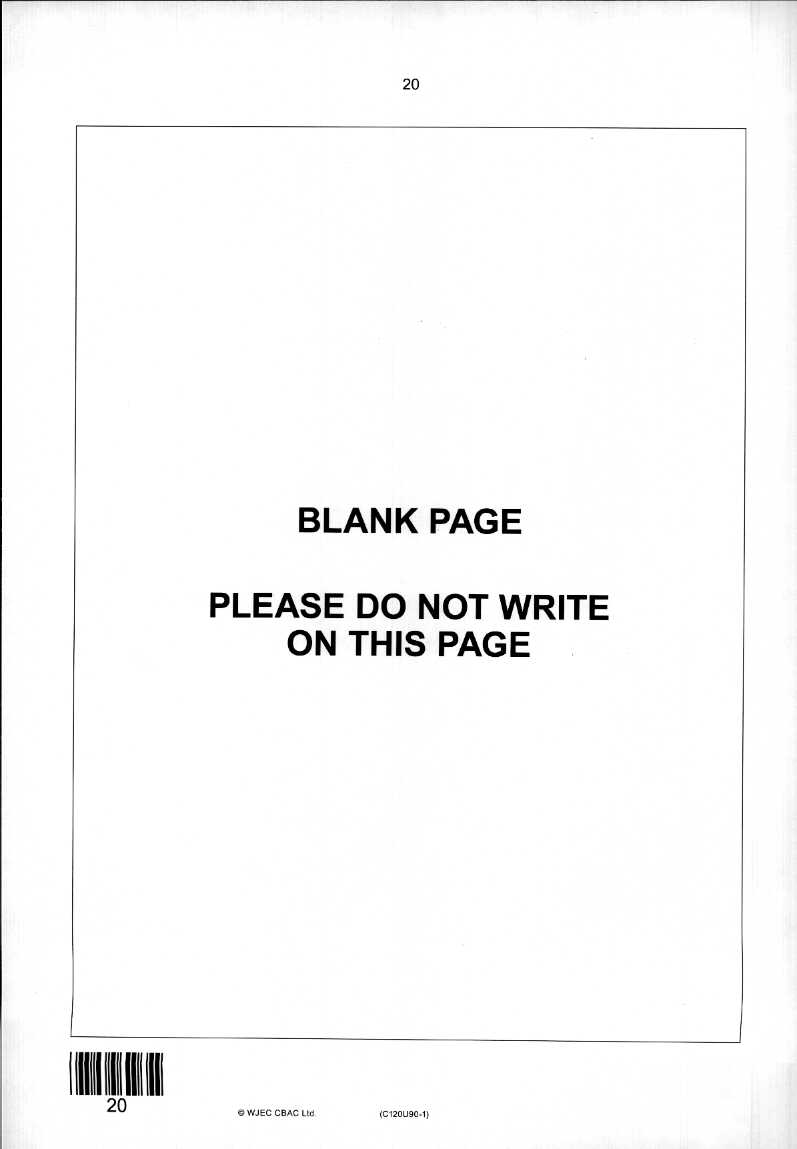 20
BLANK PAGE
PLEASE DO NOT WRITE
ON THIS PAGE
20
© WJEC CBAC Ltd.
(C120U90-1)